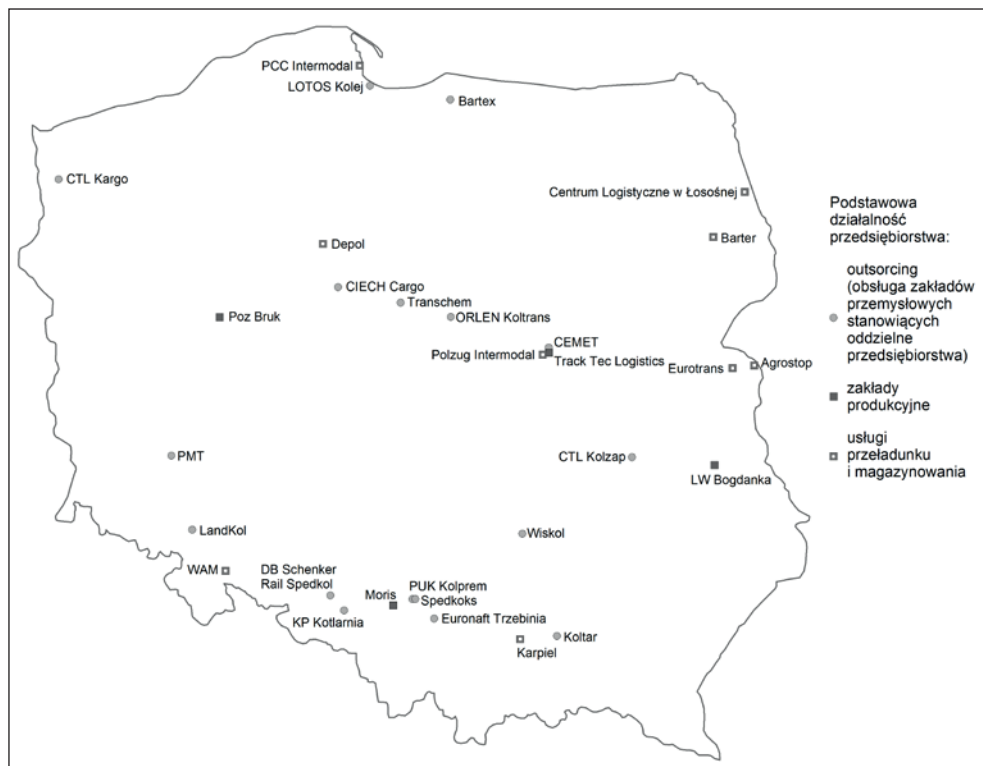 PCC Intermodal
LOTOS Kolej
Bartex
CTL Kargo
Centrum Logistyczne w Łosośnej
Barter
Depol
CIECH Cargo
Transchem
Poz Bruk
ORLEN Koltrans
CEMET
Polzug Intermodal
Track Tec Logistics
Eurotrans
Agrostop
PMT
CTL Kolzap
LW Bogdanka
LandKol
Wiskol
WAM
DB Schenker
Rail Spedkol
Moris
PUK Kolprem
Spedkoks
KP Kotlarnia
Euronaft Trzebinia
Karpiel
Koltar
Podstawowa
działalność
przedsiębiorstwa:
outsorcing
(obsługa zakładów
przemysłowych
stanowiących
oddzielne
przedsiębiorstwa)
zakłady
produkcyjne
usługi
przeładunku
i magazynowania